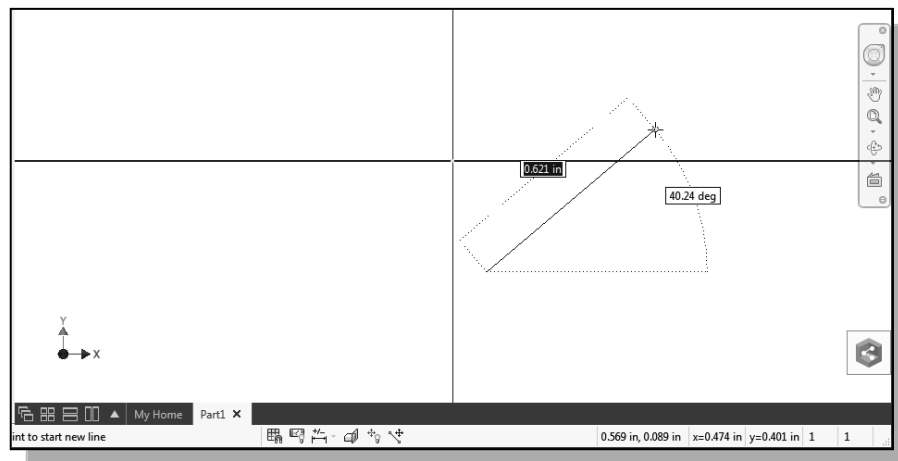 0.621 in
40.24 deg
Y
X
My Home Part1 ×
int to start new line 0.569 in, 0.089 in x=0.474 in y=0.401 in 1 1